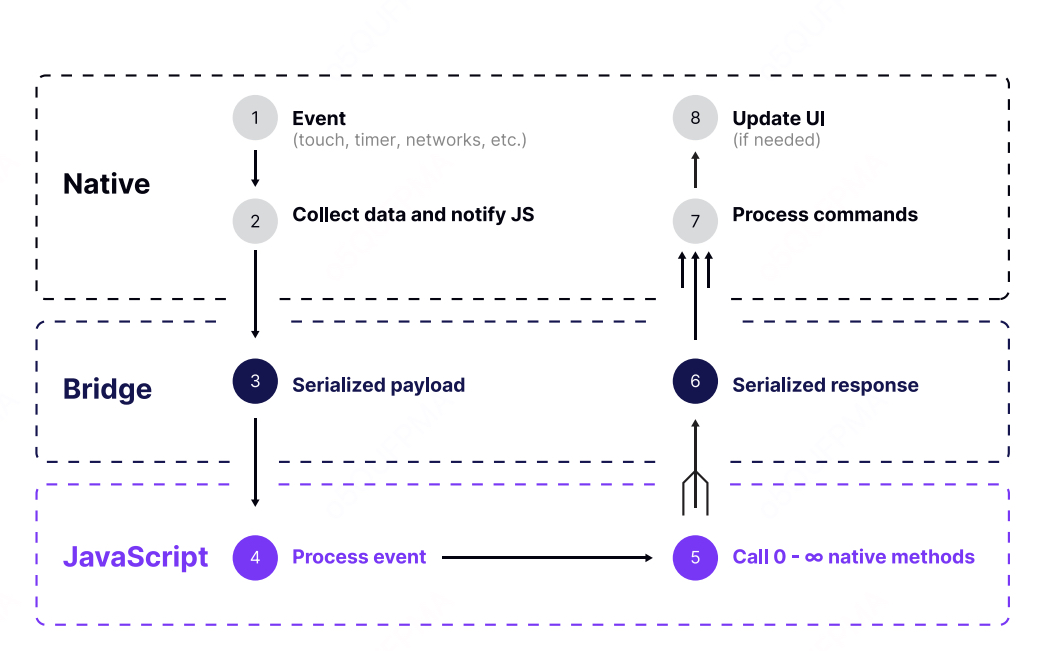 Native
1
Event
(touch, timer, networks, etc.)
2
Collect data and notify JS
8
Update UI
(if needed)
7
Process commands
Bridge
3
Serialized payload
6
Serialized response
JavaScript
4
Process event
5
Call 0 - ∞ native methods